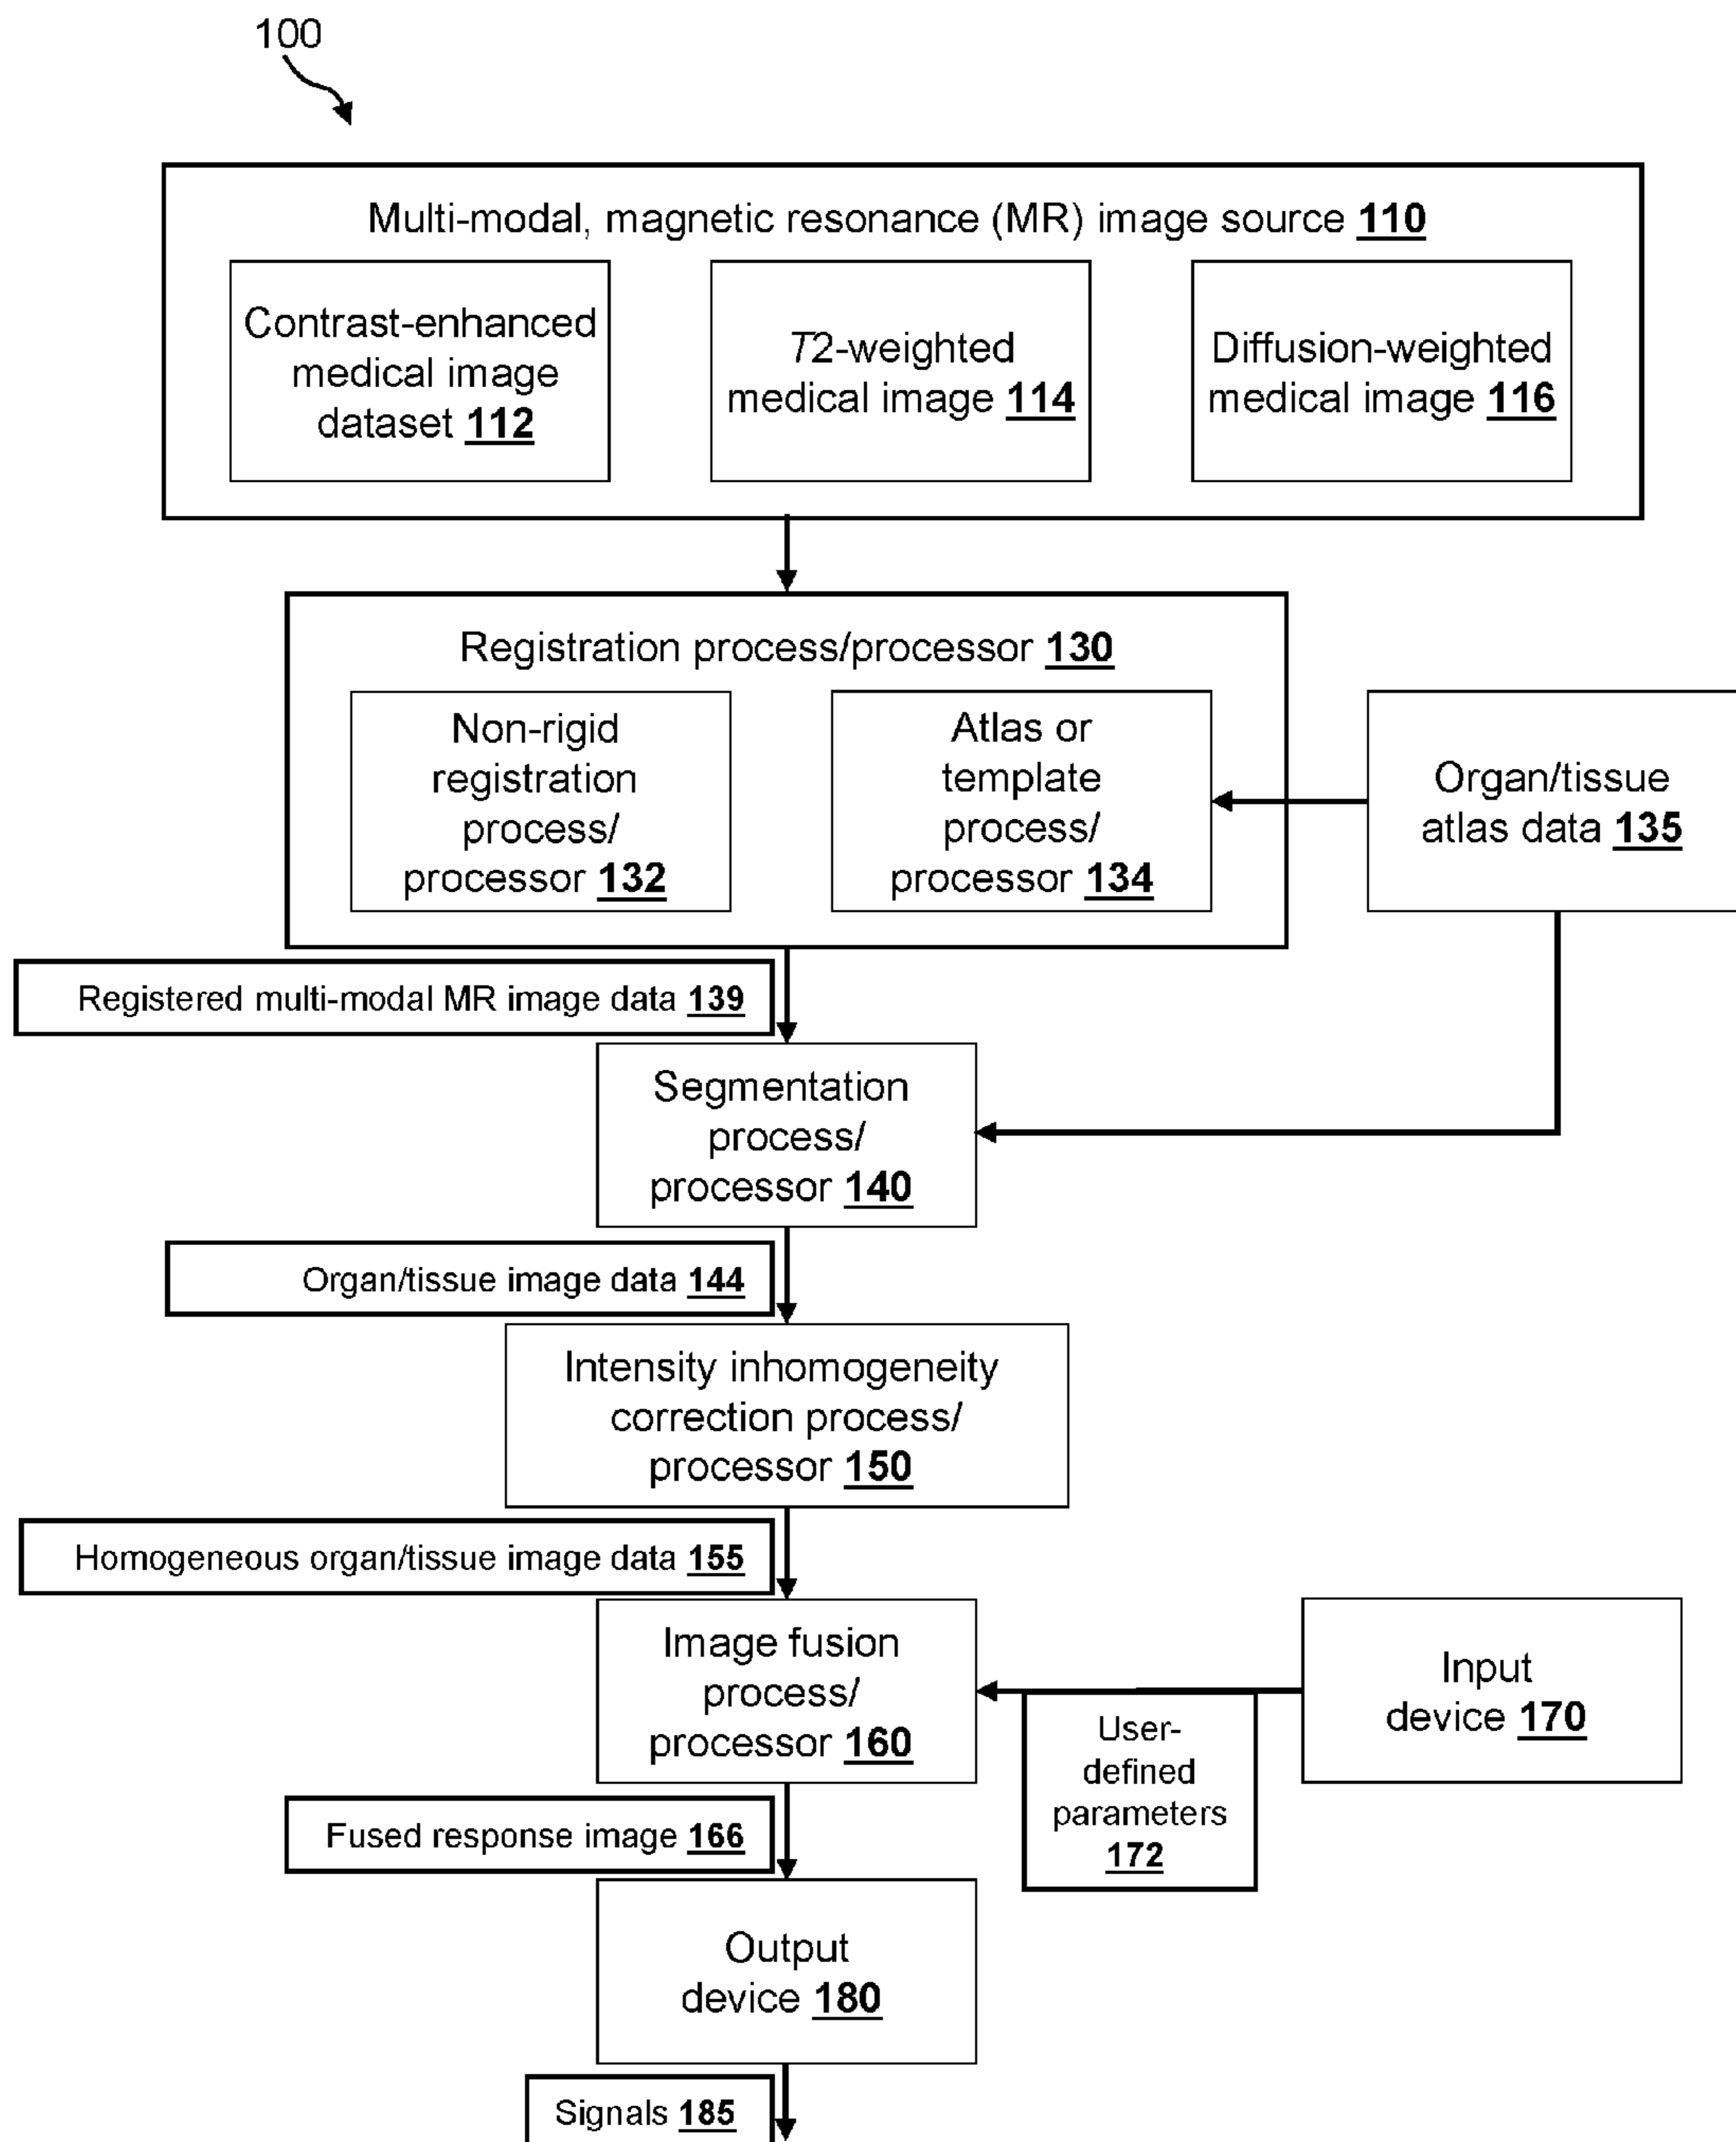 100
Multi-modal, magnetic resonance (MR) image source 110
Contrast-enhanced
medical image
dataset 112
72-weighted
medical image 114
Diffusion-weighted
medical image 116
Registration process/processor 130
Non-rigid
registration
process/
processor 132
Atlas or
template
process/
processor 134
Organ/tissue
atlas data 135
Registered multi-modal MR image data 139
Segmentation
process/
processor 140
Organ/tissue image data 144
Intensity inhomogeneity
correction process/
processor 150
Homogeneous organ/tissue image data 155
Image fusion
process/
processor 160
Input
device 170
User-
defined
parameters
172
Fused response image 166
Output
device 180
Signals 185